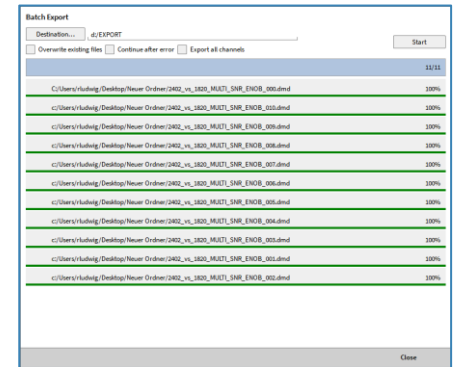 Batch Export
Destination... d:/EXPORT
Start
Overwrite existing files Continue after error Export all channels
11/11
C:/Users/rludwig/Desktop/Neuer Ordner/2402_vs_1820_MULTI_SNR_ENOB_000.dmd 100%
c:/Users/rludwig/Desktop/Neuer Ordner/2402_vs_1820_MULTI_SNR_ENOB_010.dmd 100%
c:/Users/rludwig/Desktop/Neuer Ordner/2402_vs_1820_MULTI_SNR_ENOB_009.dmd 100%
c:/Users/rludwig/Desktop/Neuer Ordner/2402_vs_1820_MULTI_SNR_ENOB_008.dmd 100%
c:/Users/rludwig/Desktop/Neuer Ordner/2402_vs_1820_MULTI_SNR_ENOB_007.dmd 100%
c:/Users/rludwig/Desktop/Neuer Ordner/2402_vs_1820_MULTI_SNR_ENOB_006.dmd 100%
c:/Users/rludwig/Desktop/Neuer Ordner/2402_vs_1820_MULTI_SNR_ENOB_005.dmd 100%
c:/Users/rludwig/Desktop/Neuer Ordner/2402_vs_1820_MULTI_SNR_ENOB_004.dmd 100%
c:/Users/rludwig/Desktop/Neuer Ordner/2402_vs_1820_MULTI_SNR_ENOB_003.dmd 100%
c:/Users/rludwig/Desktop/Neuer Ordner/2402_vs_1820_MULTI_SNR_ENOB_001.dmd 100%
c:/Users/rludwig/Desktop/Neuer Ordner/2402_vs_1820_MULTI_SNR_ENOB_002.dmd 100%
Close